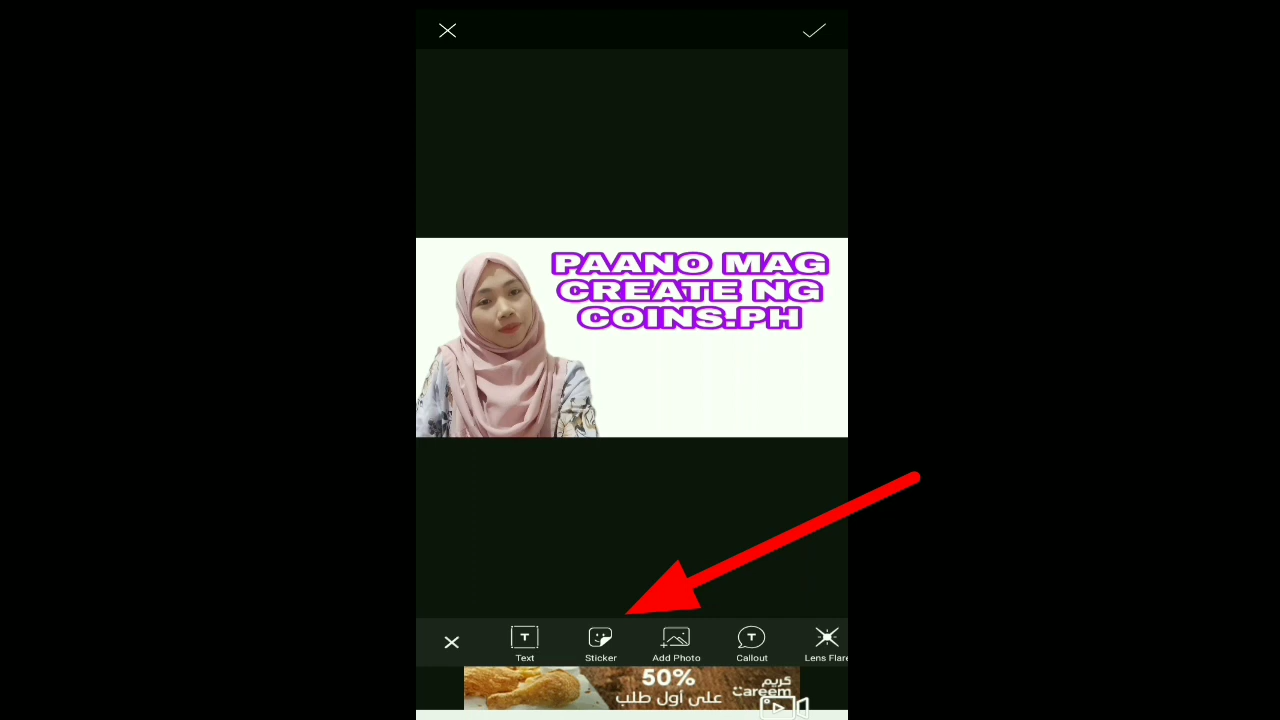 PAANO MAG
CREATE NG
COINS.PH
T
T
Text
Sticker
Add Photo
Callout
Lens Flare
50%
على أول طلب
كريم
Careem